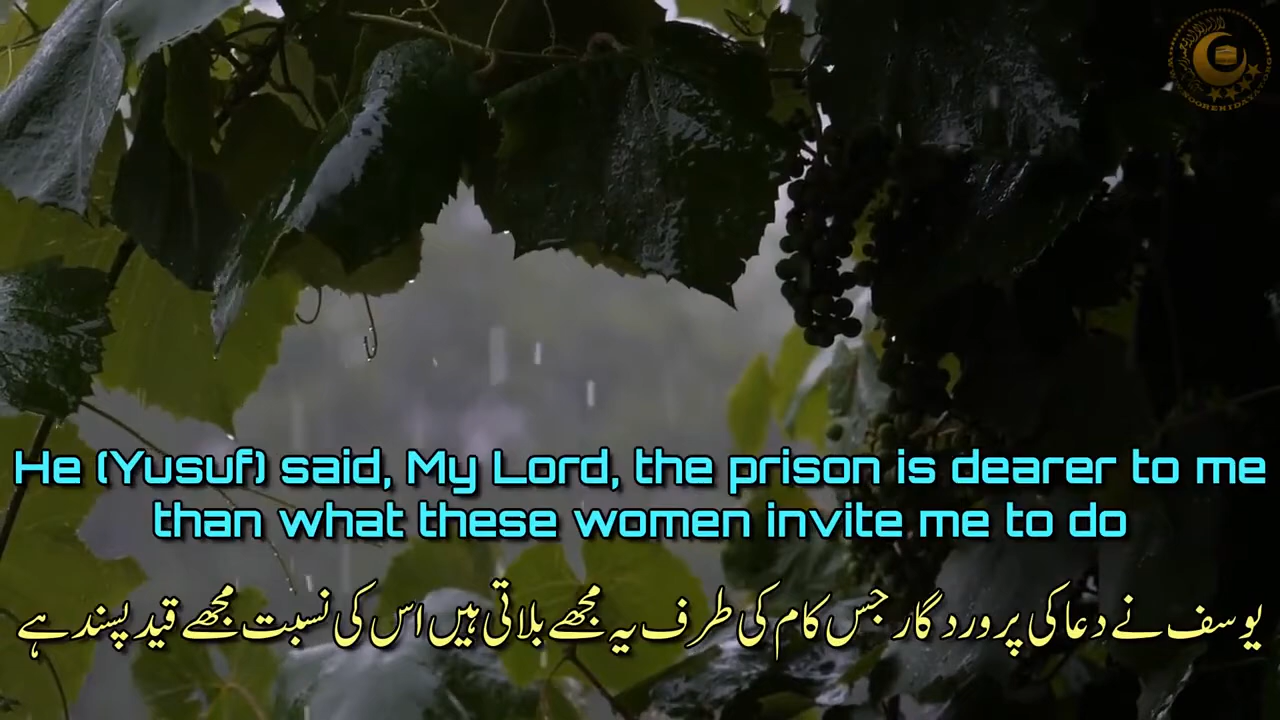 He (Yusuf) said, My Lord, the prison is dearer to me
than what these women invite me to do
یوسف نے دعا کی پروردگار جس کام کی طرف یہ مجھے بلاتی ہیں اس کی نسبت مجھے قید پسند ہے